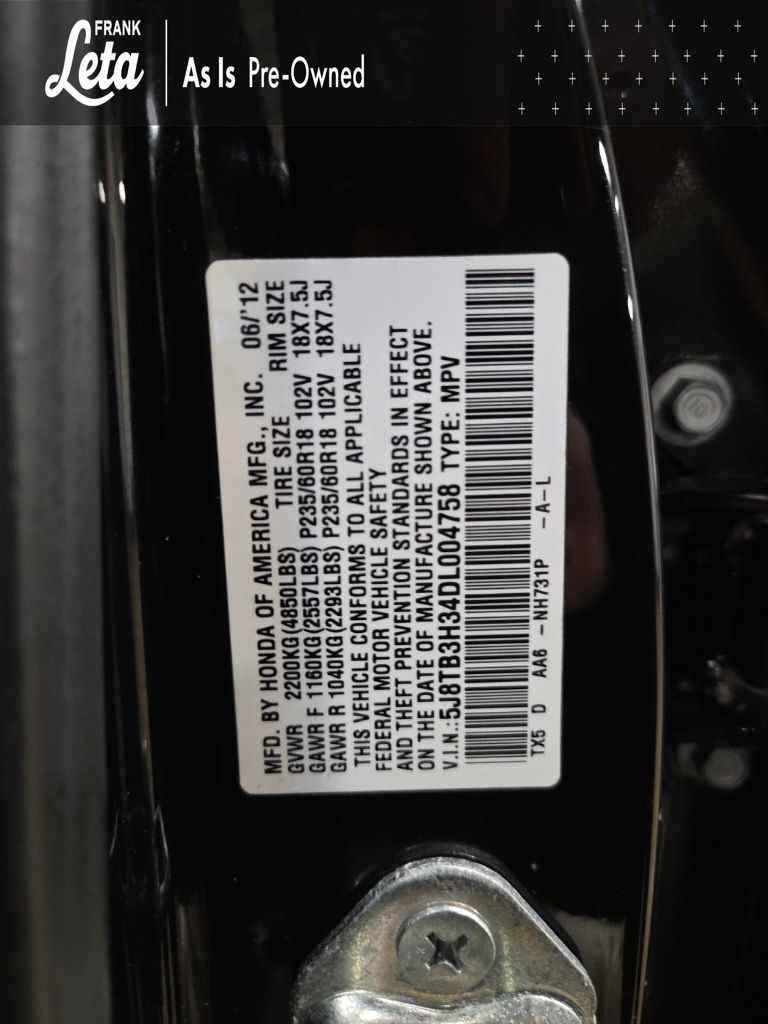 FRANK
Leta
As Is Pre-Owned
MFD. BY HONDA OF AMERICA MFG., INC. 06/'12
GVWR 2200KG(4850LBS) TIRE SIZE RIM SIZE
GAWR F 1160KG(2557LBS) P235/60R18 102V 18X7.5J
GAWR R 1040KG(2293LBS) P235/60R18 102V 18X7.5J
THIS VEHICLE CONFORMS TO ALL APPLICABLE
FEDERAL MOTOR VEHICLE SAFETY
AND THEFT PREVENTION STANDARDS IN EFFECT
ON THE DATE OF MANUFACTURE SHOWN ABOVE.
V.I.N.:5J8TB3H34DL004758 TYPE: MPV
TX5 D AA6 -NH731P -A-L